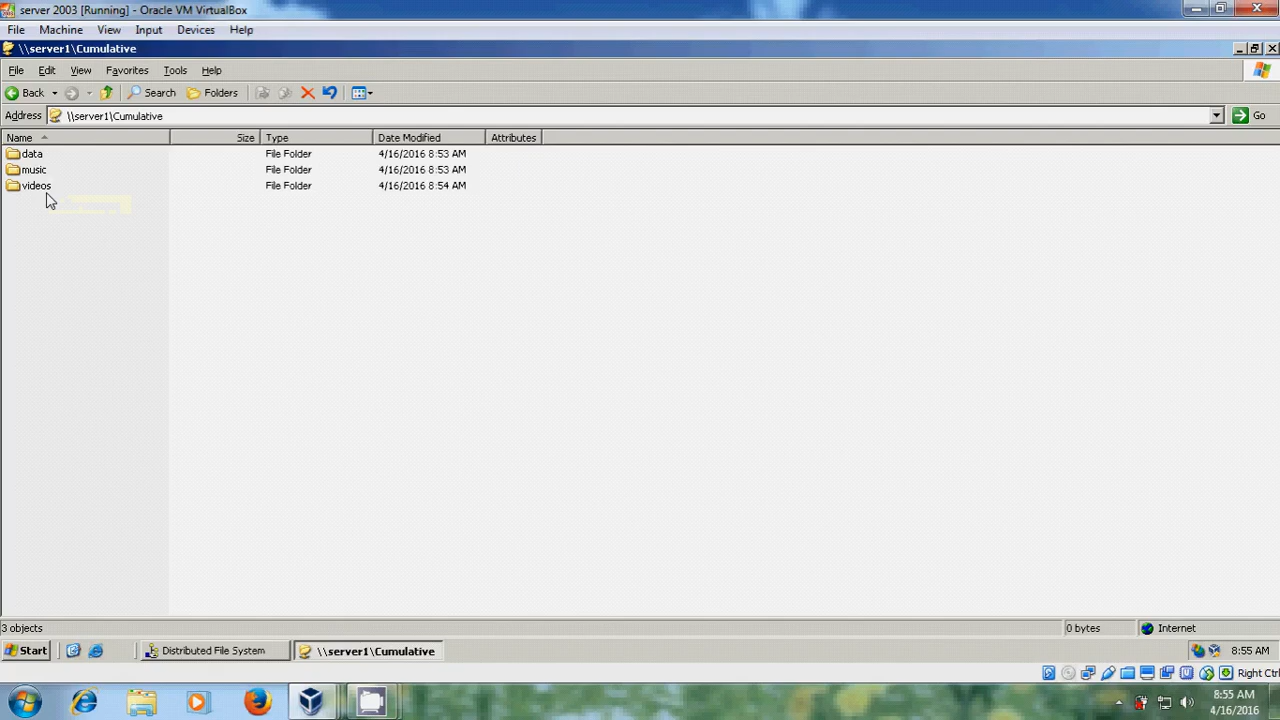 server 2003 [Running] - Oracle VM VirtualBox
File Machine View Input Devices Help
\\server1\Cumulative
File Edit View Favorites Tools Help
Back Search Folders
Address \\server1\Cumulative Go
Name Size Type Date Modified Attributes
data File Folder 4/16/2016 8:53 AM
music File Folder 4/16/2016 8:53 AM
videos File Folder 4/16/2016 8:54 AM
3 objects 0 bytes Internet
Start Distributed File System \\server1\Cumulative 8:55 AM
Right Ctrl
8:55 AM
4/16/2016